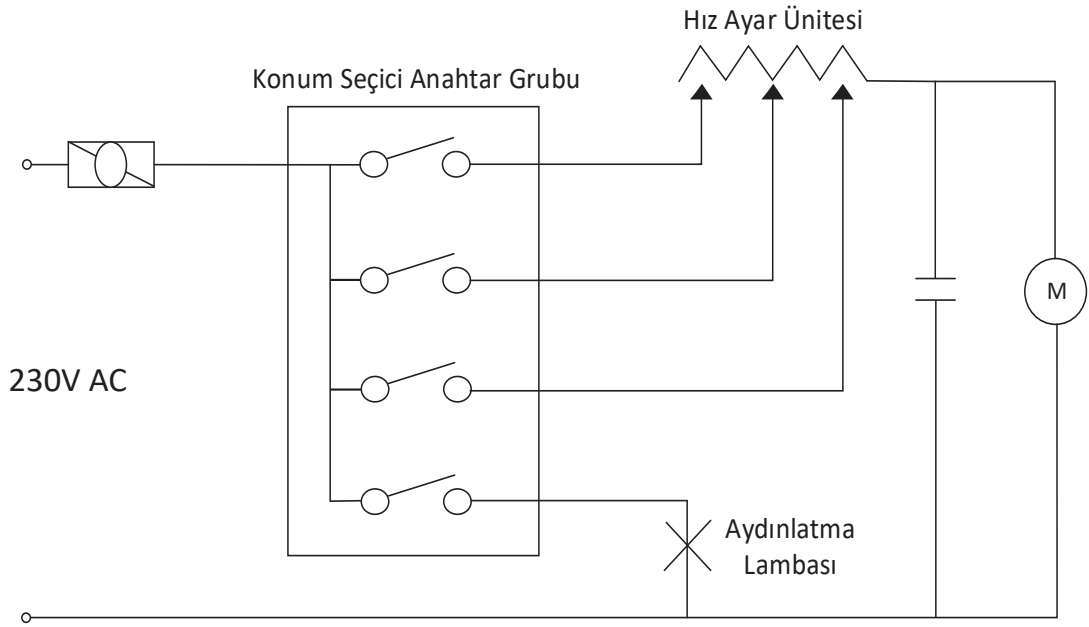 Hız Ayar Ünitesi
Konum Seçici Anahtar Grubu
230V AC
M
Aydınlatma
Lambası